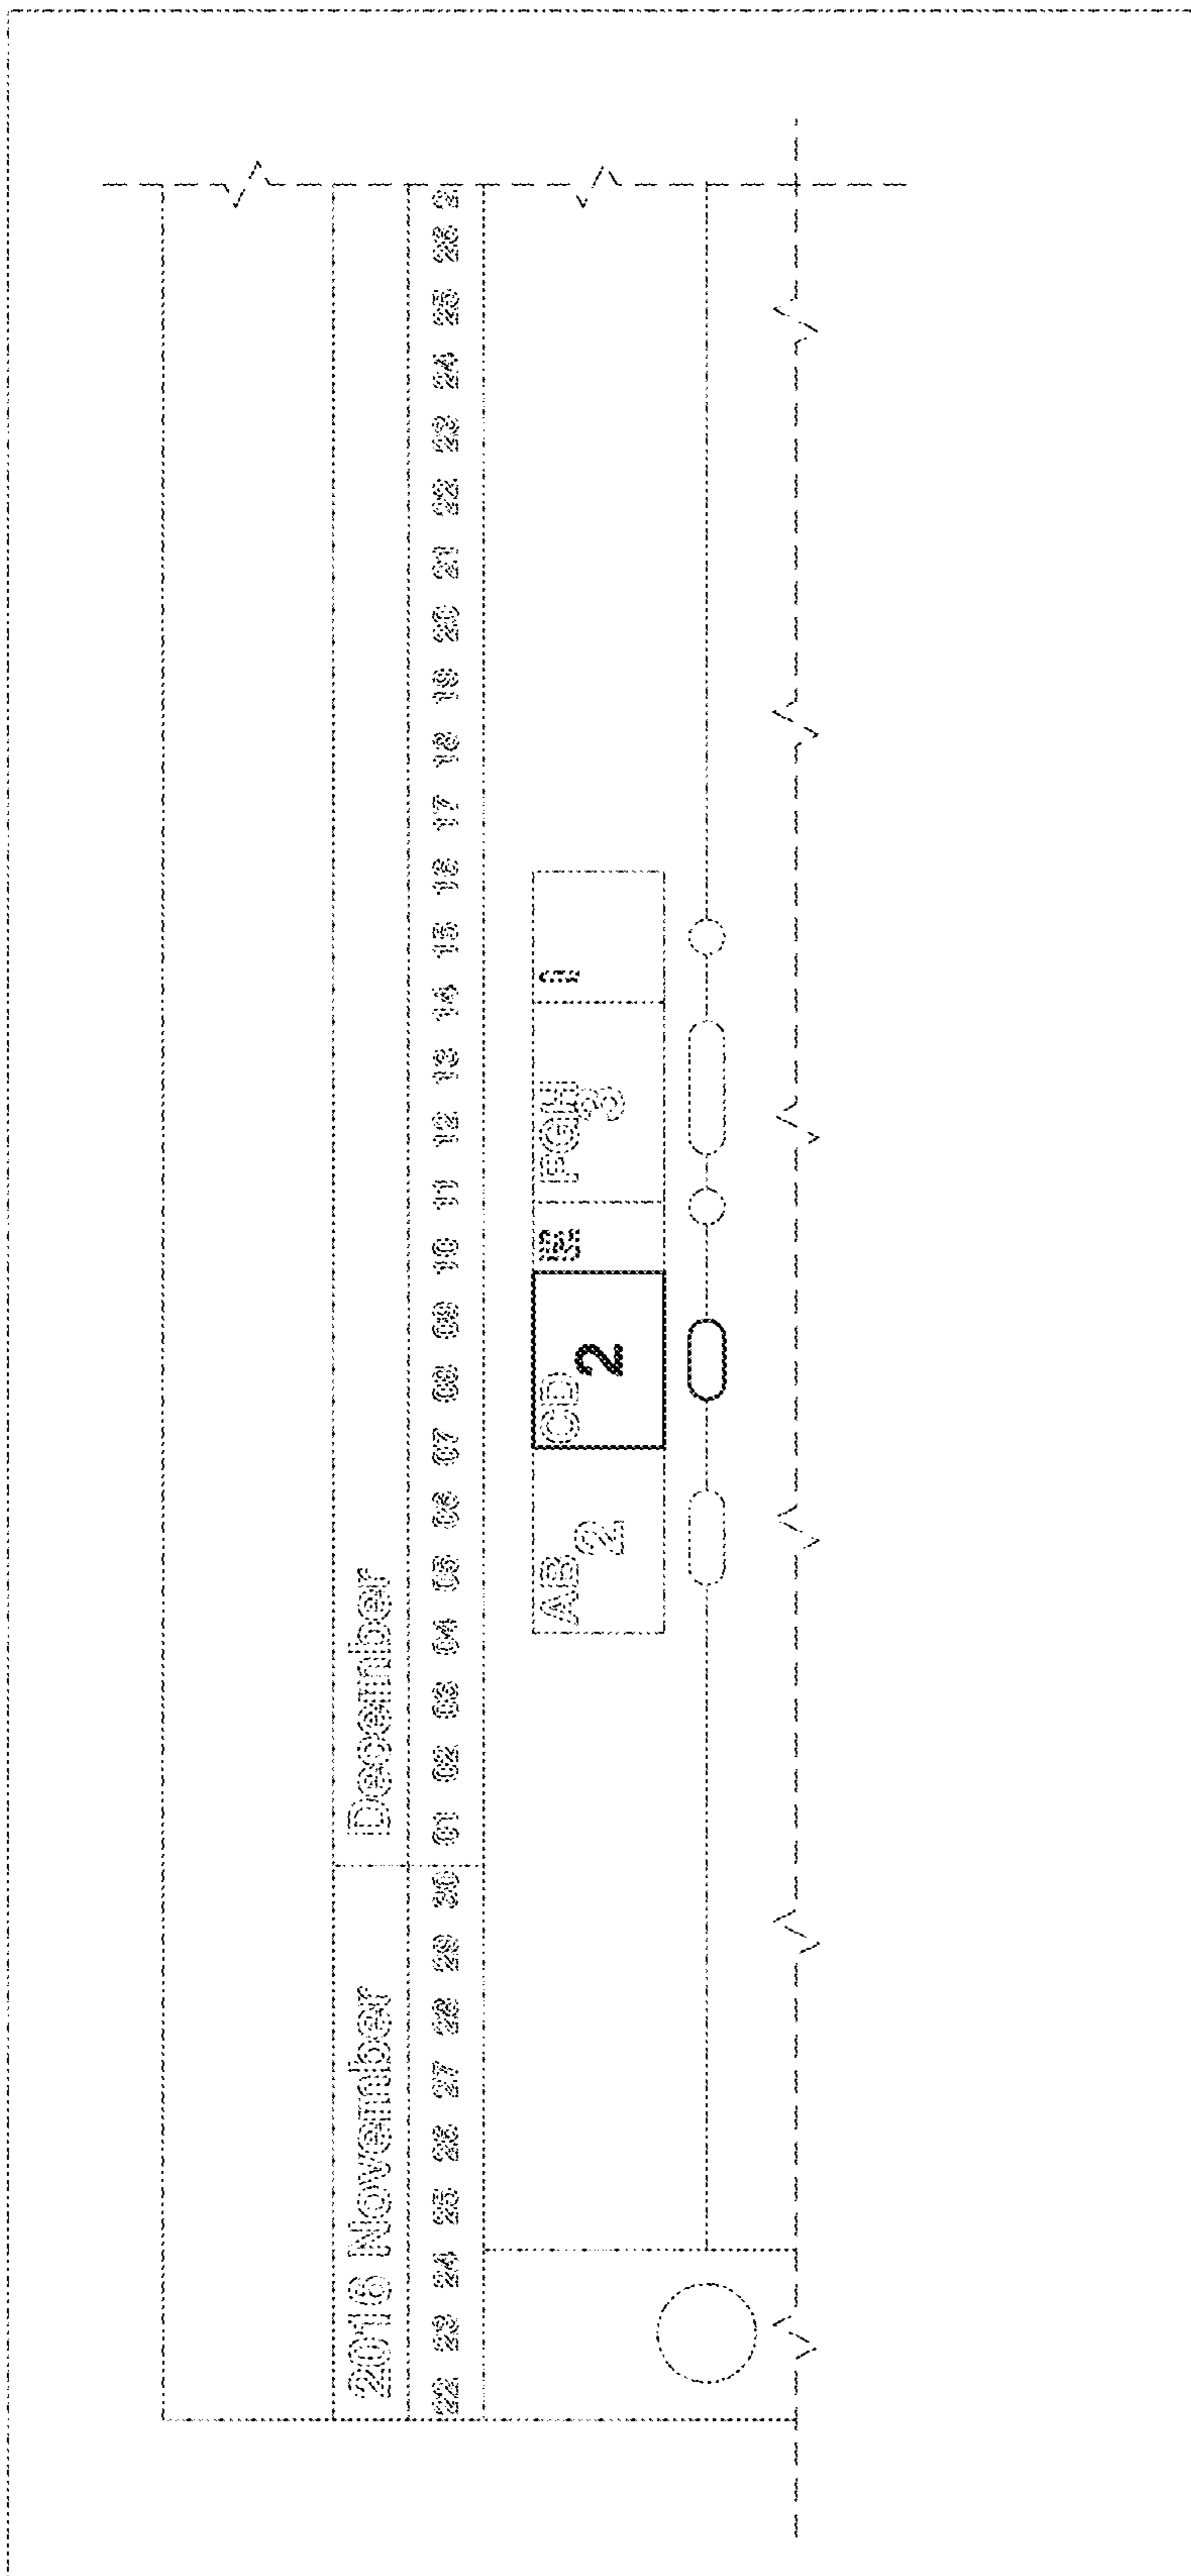 2016 November December
22 23 24 25 26 27 28 29 30 01 02 03 04 05 06 07 08 09 10 11 12 13 14 15 16 17 18 19 20 21 22 23 24 25 26
AB CD E FGH I
2 2 3